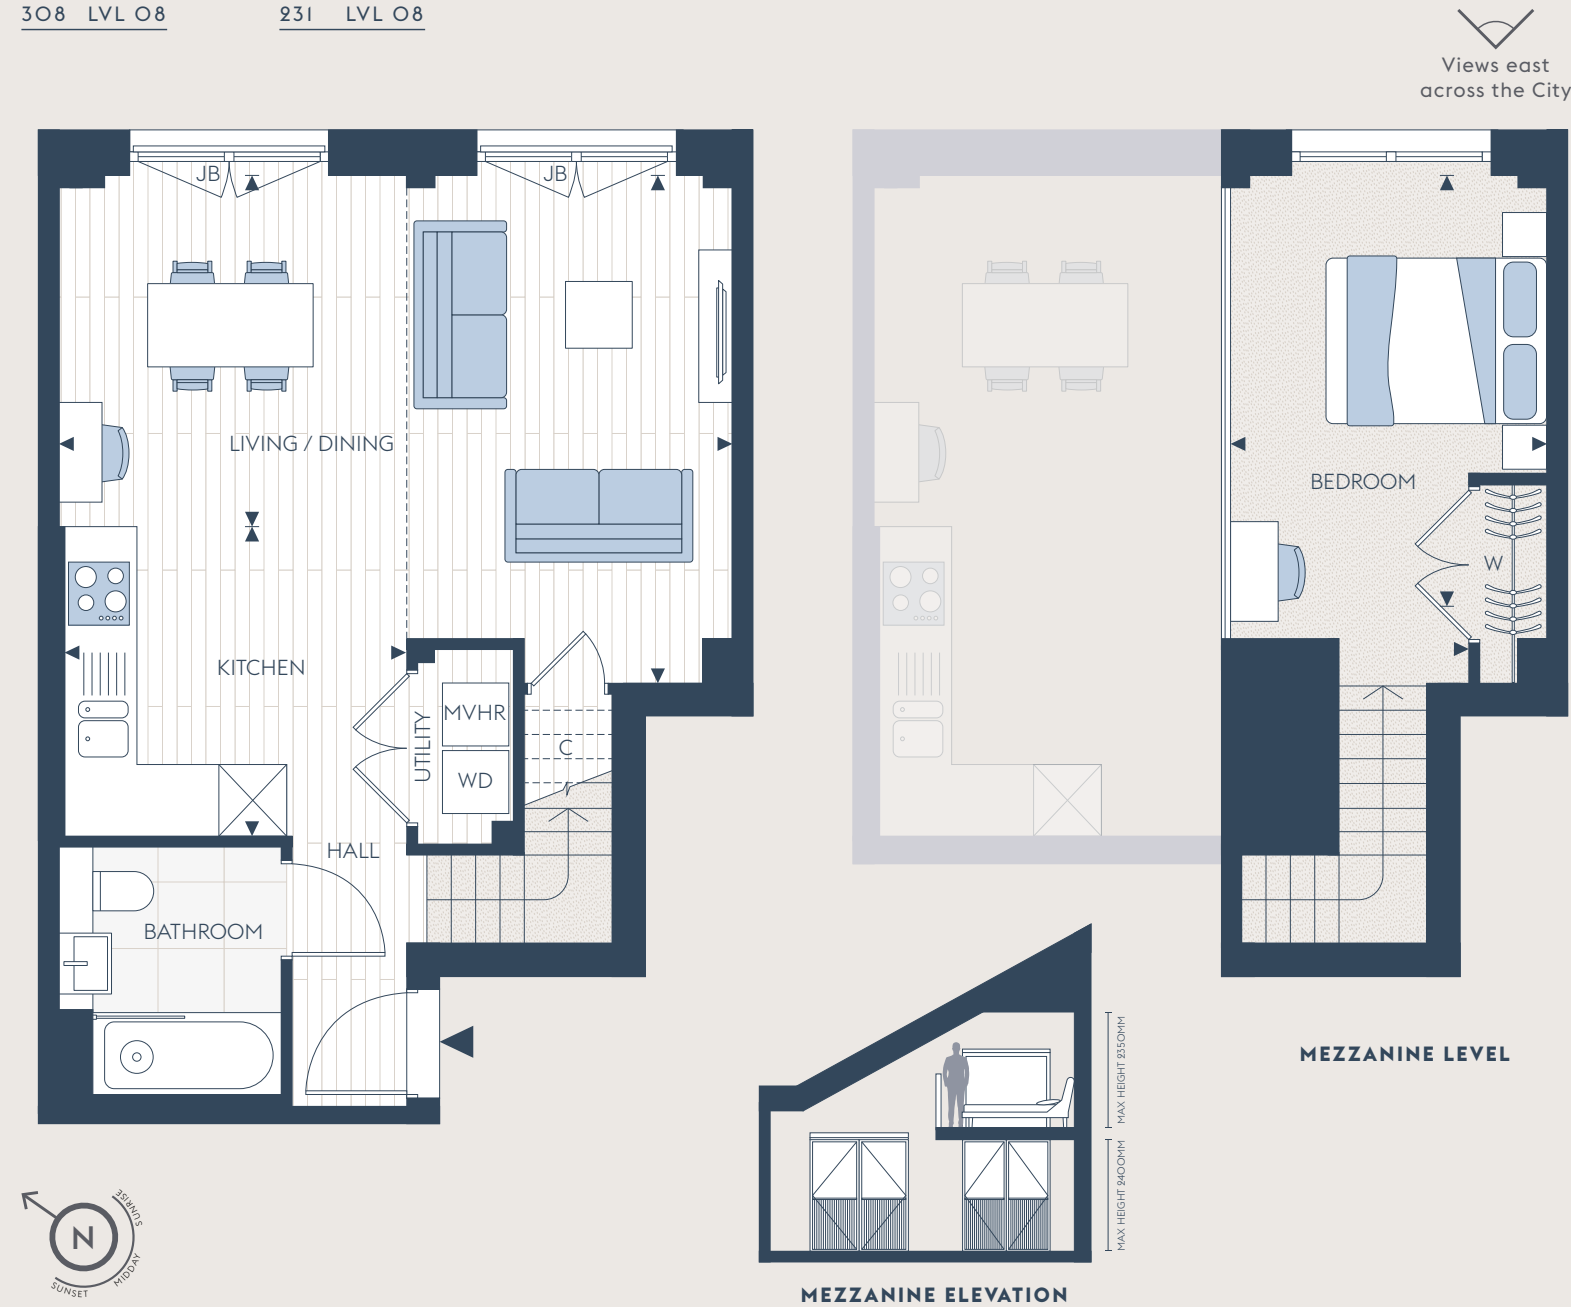 308 LVL 08
231 LVL 08
Views east
across the City
JB
JB
LIVING / DINING
BEDROOM
W
KITCHEN
UTILITY
MVHR
C
WD
HALL
BATHROOM
MEZZANINE LEVEL
MAX HEIGHT 2350MM
MAX HEIGHT 2400MM
MEZZANINE ELEVATION
N
SUNRISE
MIDDAY
SUNSET